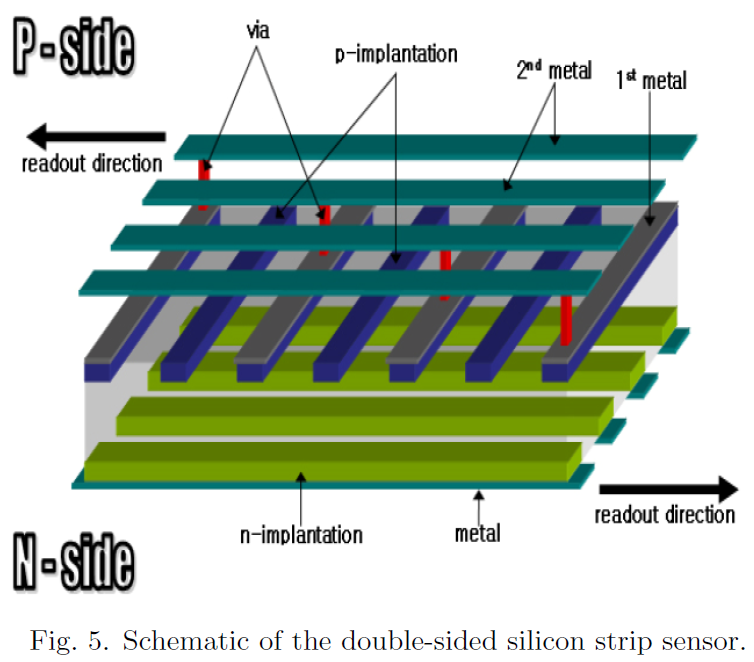 P-side
via
p-implantation
2nd metal
1st metal
readout direction
n-implantation
metal
readout direction
N-side
Fig. 5. Schematic of the double-sided silicon strip sensor.